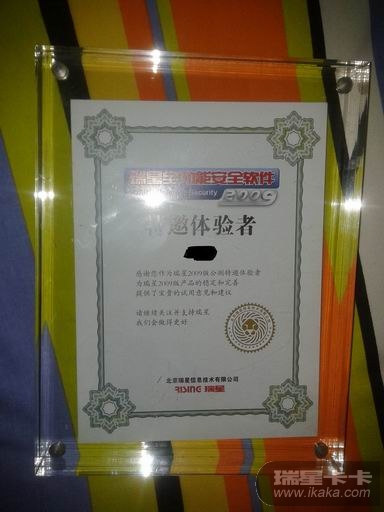 瑞星全功能安全软件
Security 2009
特邀体验者
感谢您作为瑞星2009版公测特邀体验者
为瑞星2009版产品的稳定和完善
提供了宝贵的试用意见和建议
请继续关注并支持瑞星
我们会做得更好
北京瑞星信息技术有限公司
RISING 瑞星
瑞星卡卡
www.ikaka.com